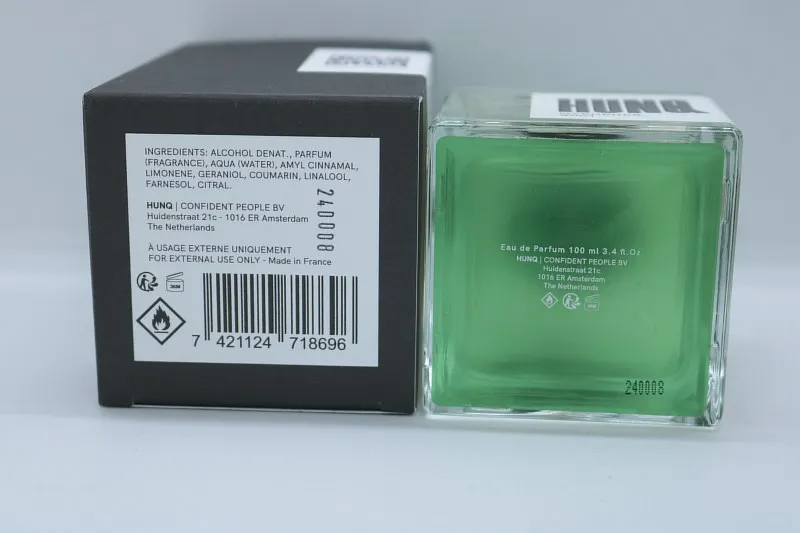 INGREDIENTS: ALCOHOL DENAT., PARFUM
(FRAGRANCE), AQUA (WATER), AMYL CINNAMAL,
LIMONENE, GERANIOL, COUMARIN, LINALOOL,
FARNESOL, CITRAL.
HUNQ | CONFIDENT PEOPLE BV
Huidenstraat 21c - 1016 ER Amsterdam
The Netherlands
240008
À USAGE EXTERNE UNIQUEMENT
FOR EXTERNAL USE ONLY - Made in France
36M
7 421124 718696
HUNQ
Eau de Parfum 100 ml 3.4 fl.Oz
HUNQ | CONFIDENT PEOPLE BV
Huidenstraat 21c
1016 ER Amsterdam
The Netherlands
240008